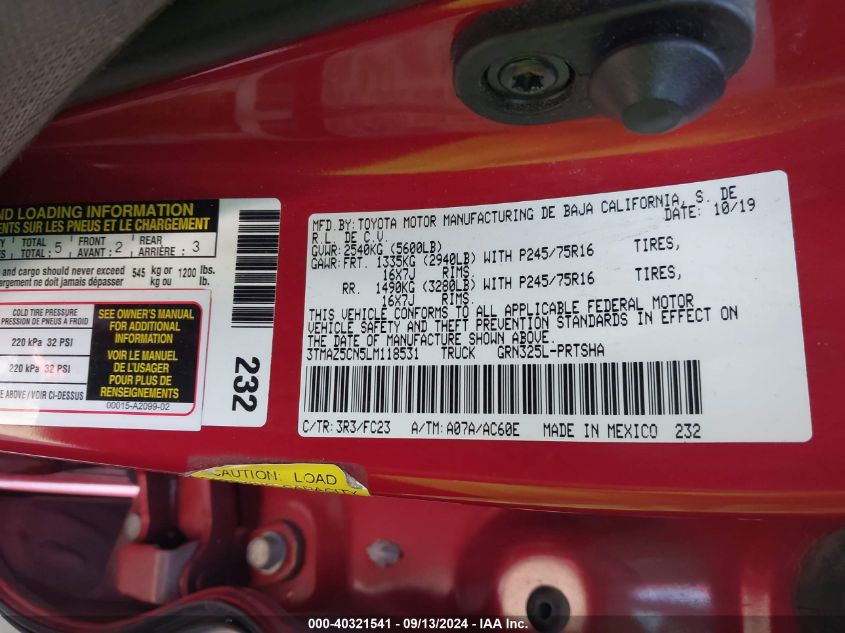 ND LOADING INFORMATION
ENTS SUR LES PNEUS ET LE CHARGEMENT
TOTAL : 5 FRONT AVANT : 2 REAR ARRIÈRE : 3
and cargo should never exceed 545 kg or 1200 lbs.
argement ne doit jamais dépasser kg ou lb.
COLD TIRE PRESSURE
PRESSION DE PNEUS A FROID
220 kPa 32 PSI
220 kPa 32 PSI
E ABOVE / VOIR CI-DESSUS
SEE OWNER'S MANUAL
FOR ADDITIONAL
INFORMATION
VOIR LE MANUEL
DE L'USAGER
POUR PLUS DE
RENSEIGNEMENTS
00015-A2099-02
232
CAUTION: LOAD
CAPACITY
MFD.BY:TOYOTA MOTOR MANUFACTURING DE BAJA CALIFORNIA, S. DE
R.L. DE C.V. DATE: 10/19
GVWR:2540KG (5600LB)
GAWR:FRT. 1335KG (2940LB) WITH P245/75R16 TIRES,
16X7J RIMS.
RR. 1490KG (3280LB) WITH P245/75R16 TIRES,
16X7J RIMS.
THIS VEHICLE CONFORMS TO ALL APPLICABLE FEDERAL MOTOR
VEHICLE SAFETY AND THEFT PREVENTION STANDARDS IN EFFECT ON
THE DATE OF MANUFACTURE SHOWN ABOVE.
3TMAZ5CN5LM118531 TRUCK GRN325L-PRTSHA
C/TR: 3R3/FC23 A/TM: A07A/AC60E MADE IN MEXICO 232
000-40321541 - 09/13/2024 - IAA Inc.